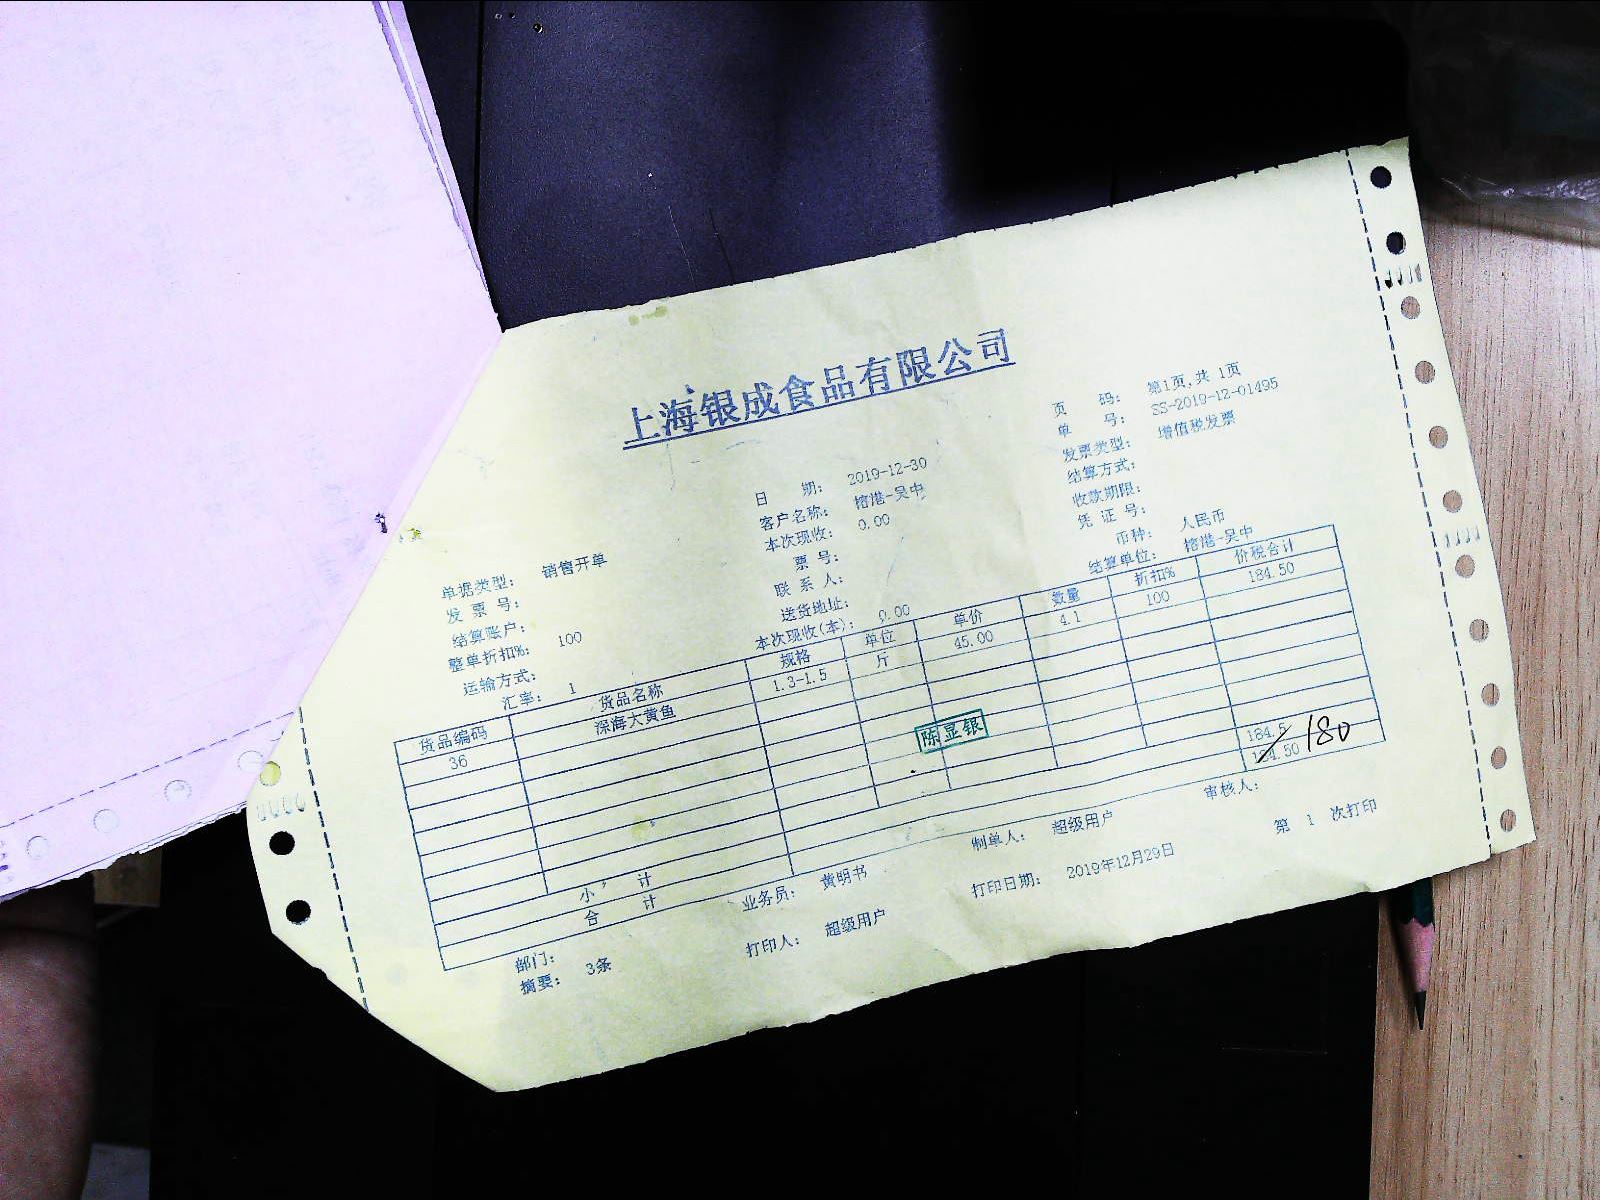 上海银成食品有限公司
页 码： 第1页,共 1页
单 号： SS-2019-12-01495
发票类型： 增值税发票
结算方式：
收款期限：
凭 证 号：
币种： 人民币
结算单位： 榕港-吴中
日 期： 2019-12-30
客户名称： 榕港-吴中
本次现收： 0.00
票 号：
联 系 人：
送货地址：
本次现收(本)： 0.00
单据类型： 销售开单
发 票 号：
结算账户：
整单折扣%： 100
运输方式：
汇率： 1
货品编码 货品名称 规格 单位 单价 数量 折扣% 价税合计
36 深海大黄鱼 1.3-1.5 斤 45.00 4.1 100 184.50
陈显银
小 计 184.5
合 计 184.50 180
部门： 业务员： 黄明书 制单人： 超级用户 审核人：
摘要： 3条 打印人： 超级用户 打印日期： 2019年12月29日 第 1 次打印